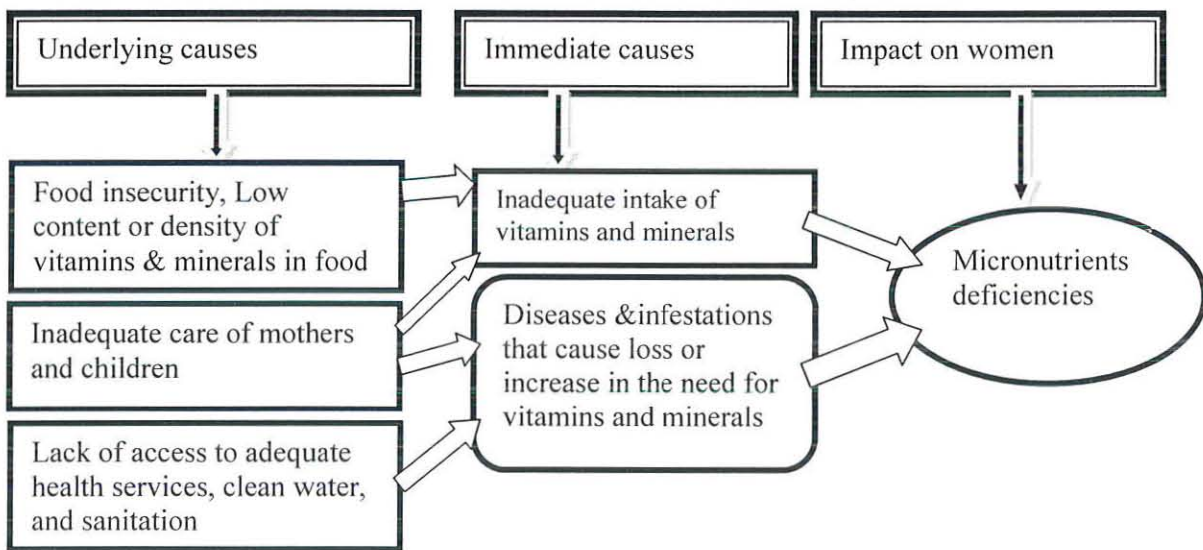 Underlying causes
Immediate causes
Impact on women
Food insecurity, Low
content or density of
vitamins & minerals in food
Inadequate care of mothers
and children
Lack of access to adequate
health services, clean water,
and sanitation
Inadequate intake of
vitamins and minerals
Diseases &infestations
that cause loss or
increase in the need for
vitamins and minerals
Micronutrients
deficiencies